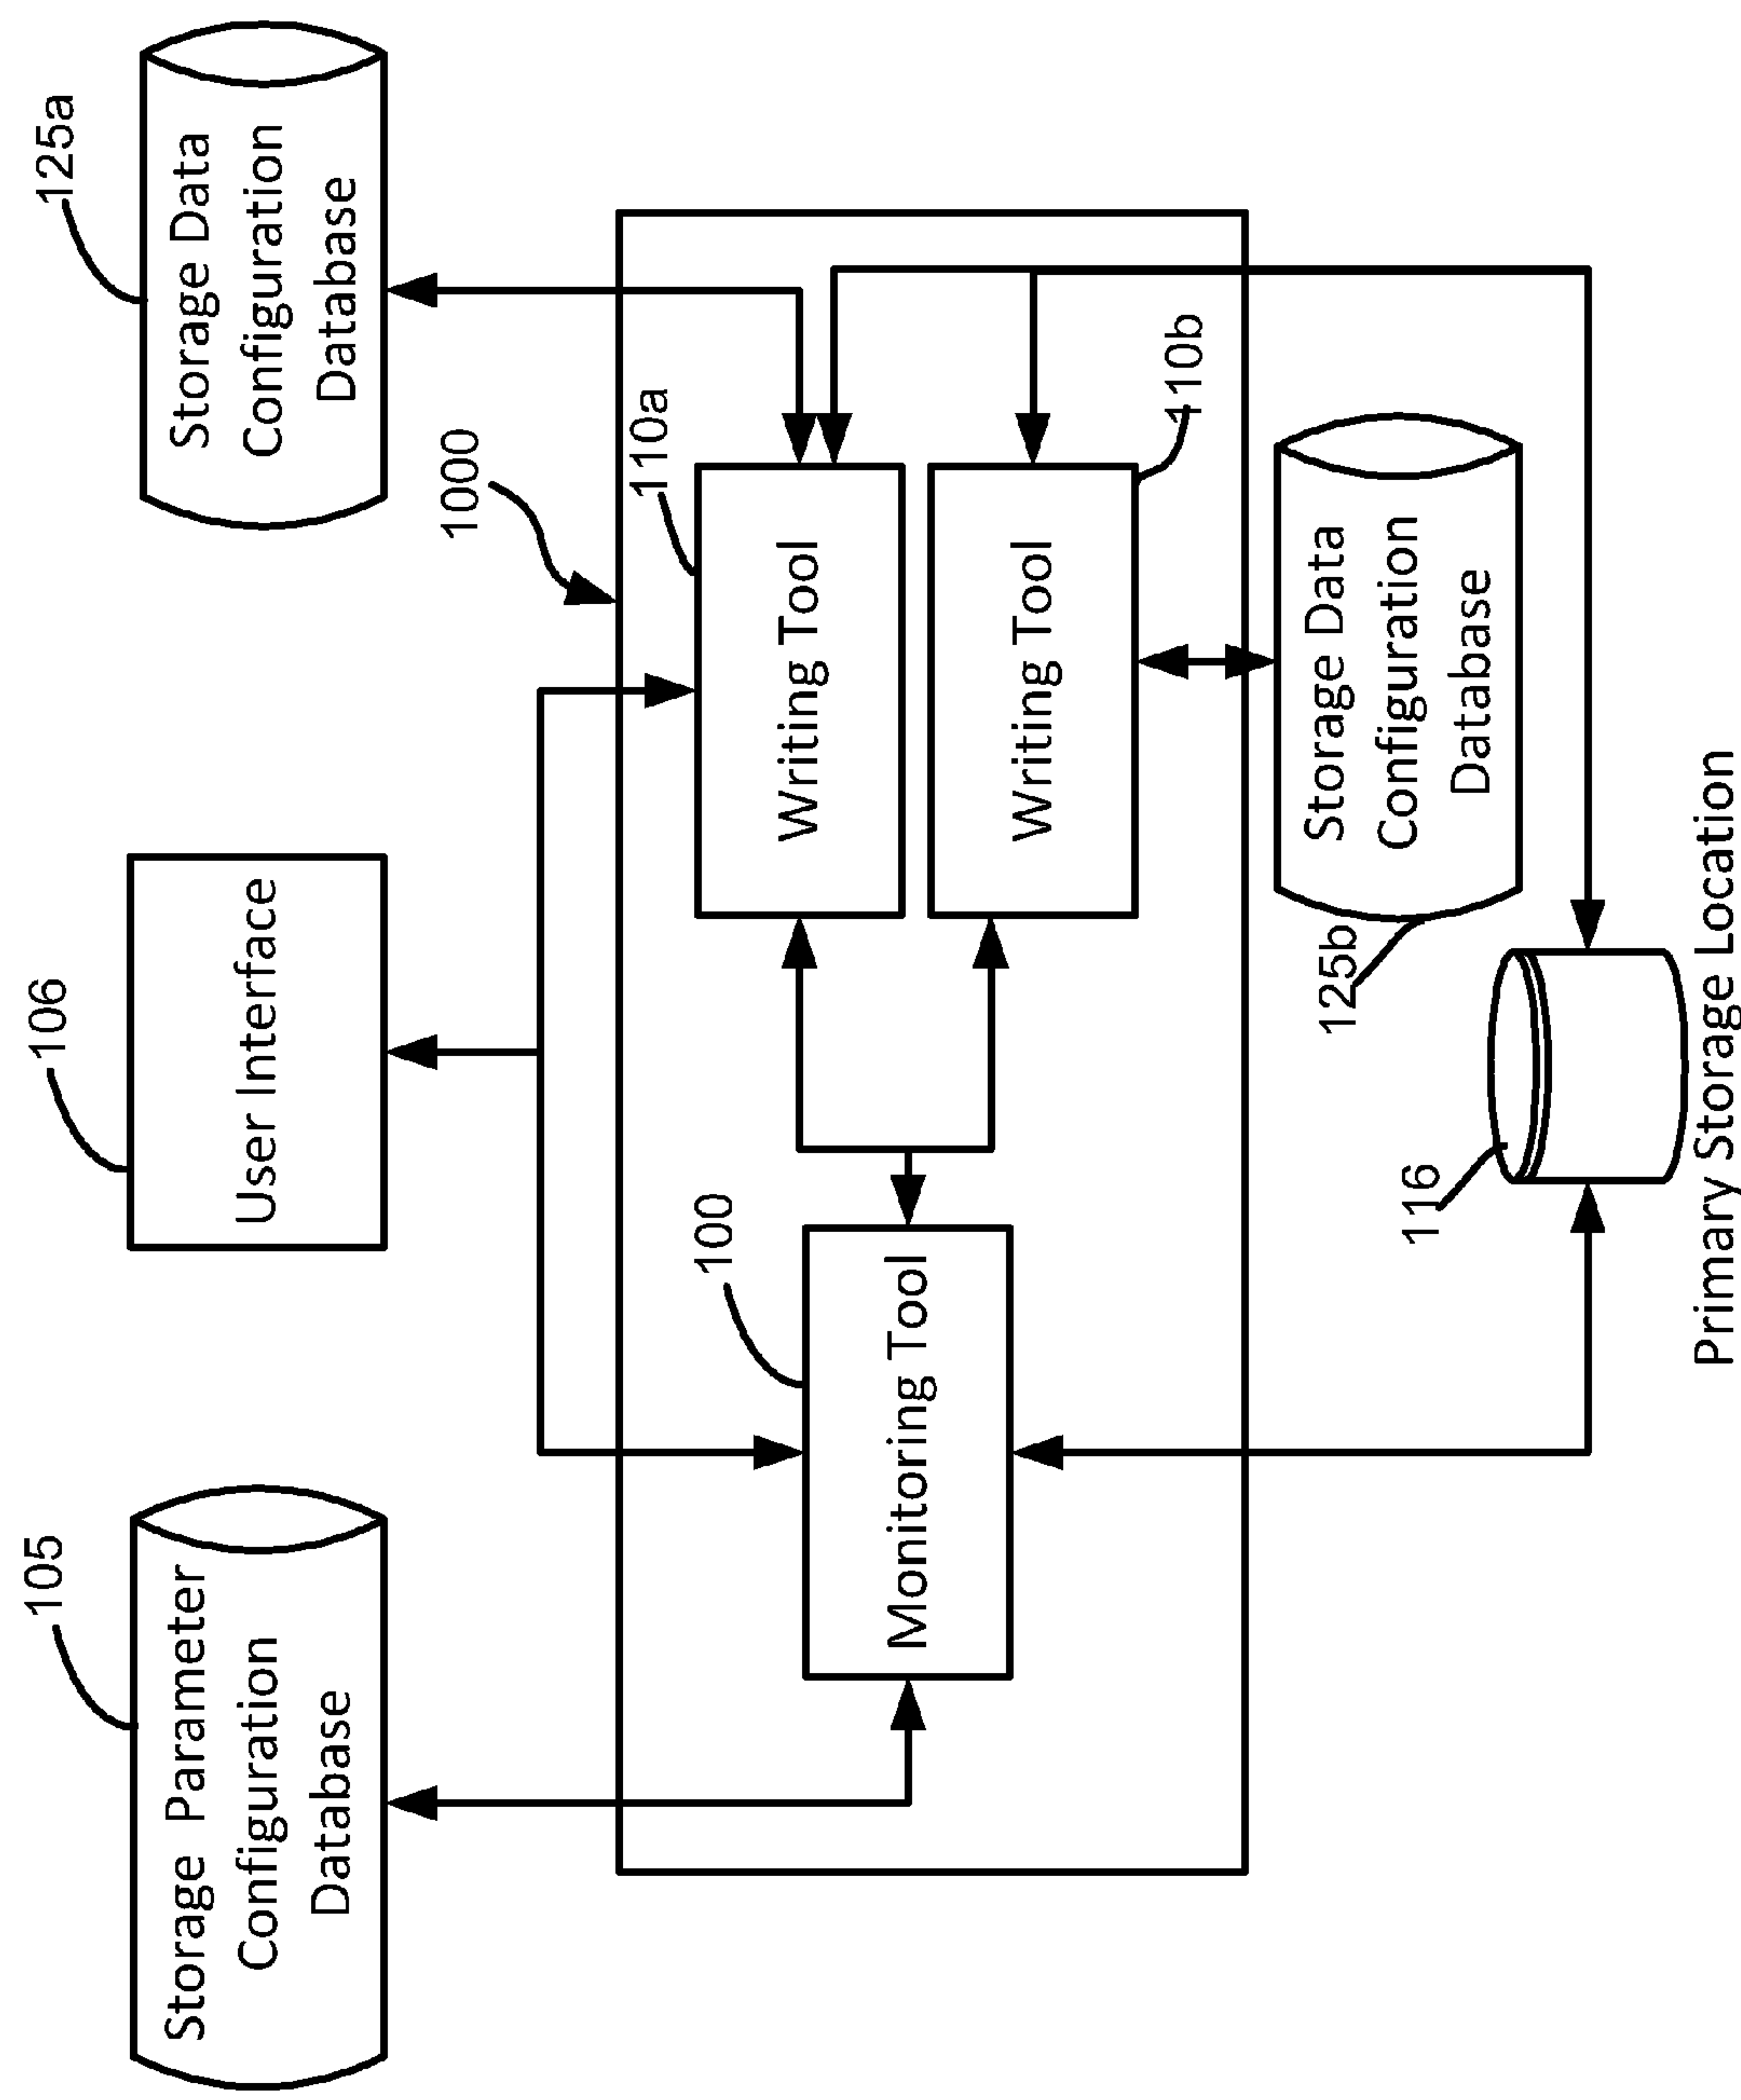 105
Storage Parameter
Configuration
Database
106
User Interface
125a
Storage Data
Configuration
Database
1000
100
Monitoring Tool
110a
Writing Tool
Writing Tool
110b
125b
Storage Data
Configuration
Database
116
Primary Storage Location